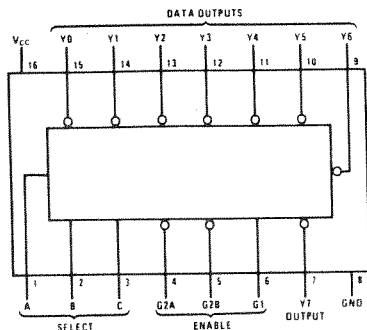 DATA OUTPUTS
VCC Y0 Y1 Y2 Y3 Y4 Y5 Y6
16 15 14 13 12 11 10 9
1 2 3 4 5 6 7 8
A B C G2A G2B G1 Y7 GND
OUTPUT
SELECT ENABLE